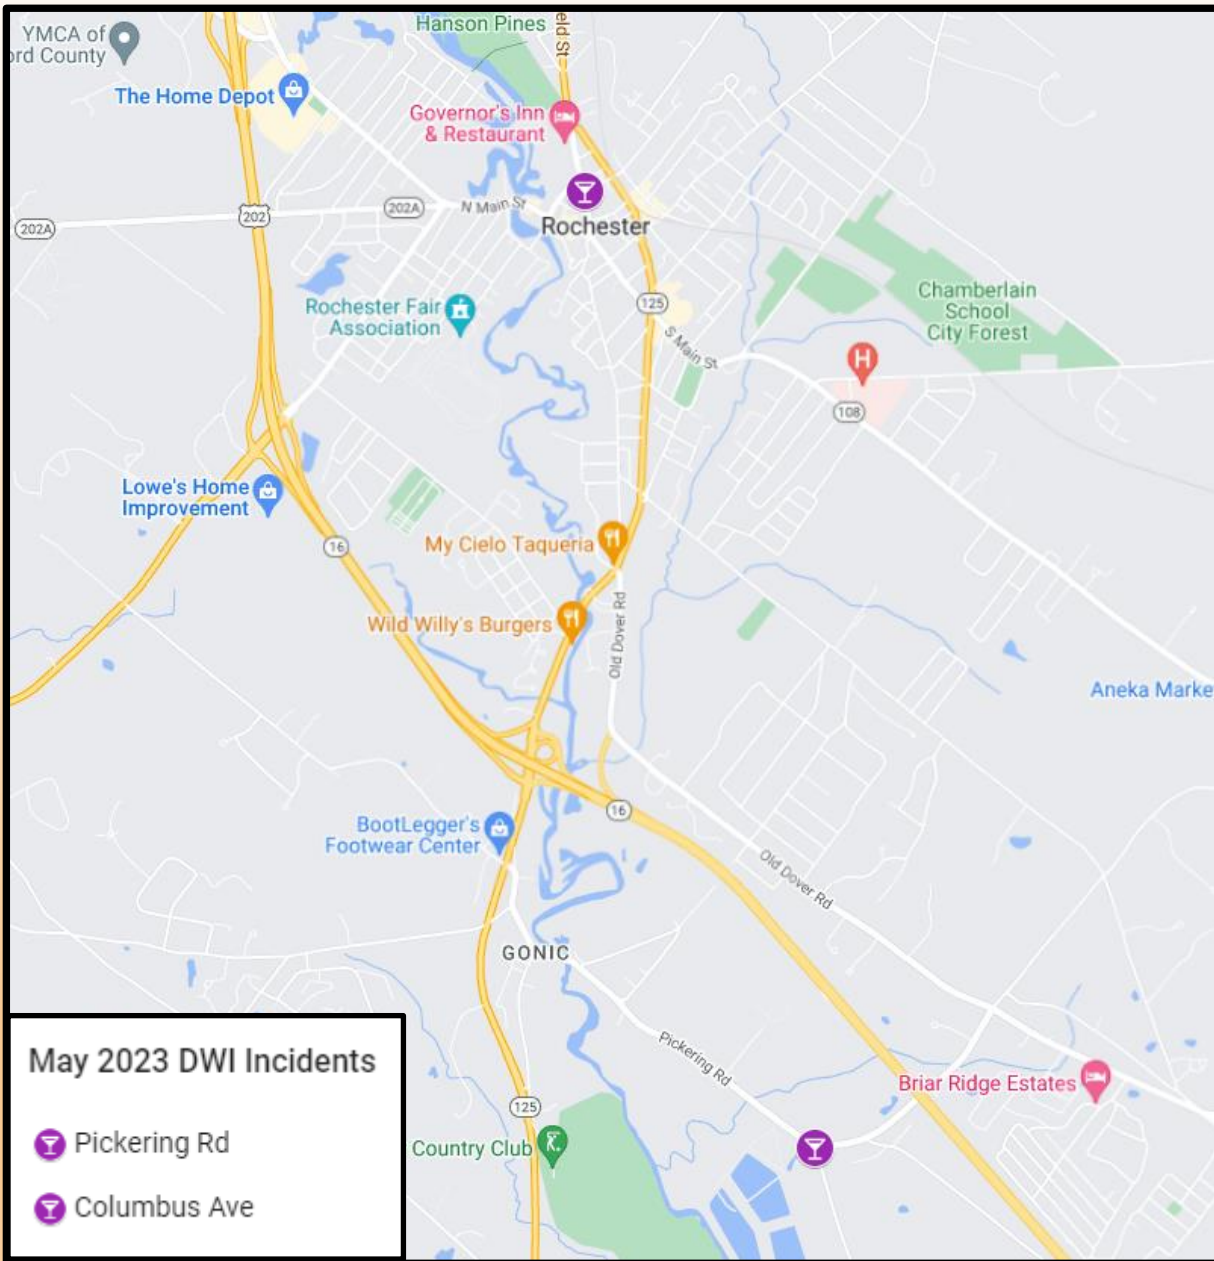 YMCA of
ord County
Hanson Pines
eld St
The Home Depot
Governor's Inn
& Restaurant
202A
202
202A
N Main St
Rochester
Rochester Fair
Association
125
S Main St
Chamberlain
School
City Forest
H
108
Lowe's Home
Improvement
16
My Cielo Taqueria
Wild Willy's Burgers
Old Dover Rd
Aneka Marke
16
BootLegger's
Footwear Center
Old Dover Rd
GONIC
Pickering Rd
Briar Ridge Estates
125
Country Club
May 2023 DWI Incidents
Pickering Rd
Columbus Ave